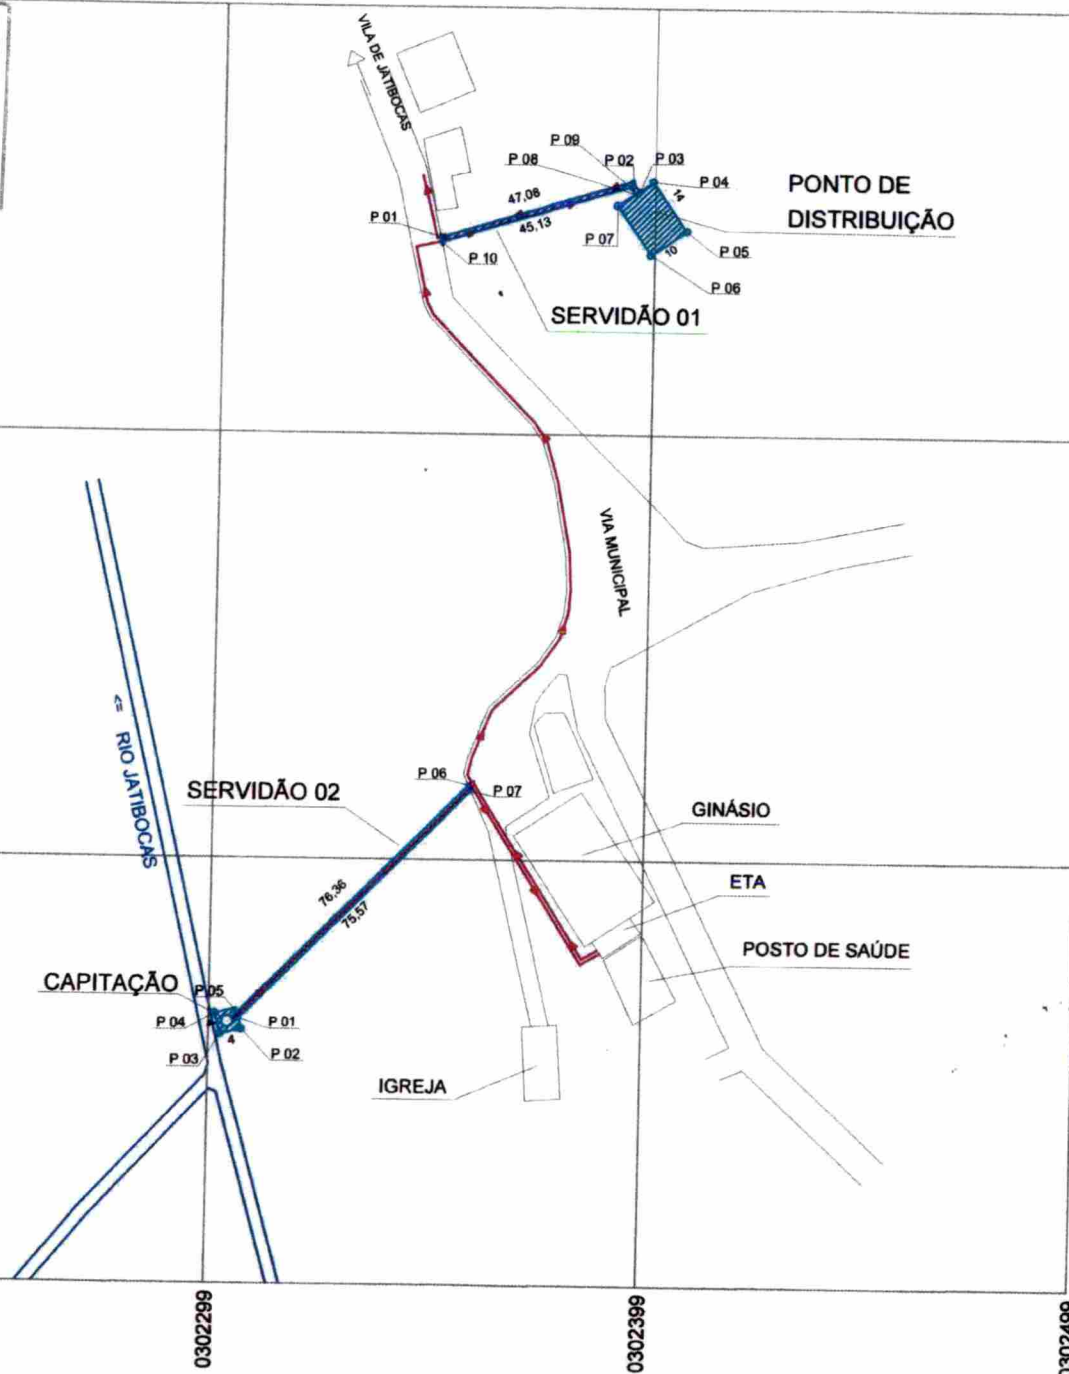 VILA DE JATIBOCAS
P 09
P 08
P 02
P 03
P 04
PONTO DE
DISTRIBUIÇÃO
47,08
45,13
14
P 01
P 07
P 05
P 10
10
P 06
SERVIDÃO 01
VIA MUNICIPAL
<= RIO JATIBOCAS
P 06
P 07
SERVIDÃO 02
GINÁSIO
76,36
75,57
ETA
POSTO DE SAÚDE
CAPITAÇÃO
P 05
P 04
P 01
P 02
P 03
4
IGREJA
0302299
0302399
0302499